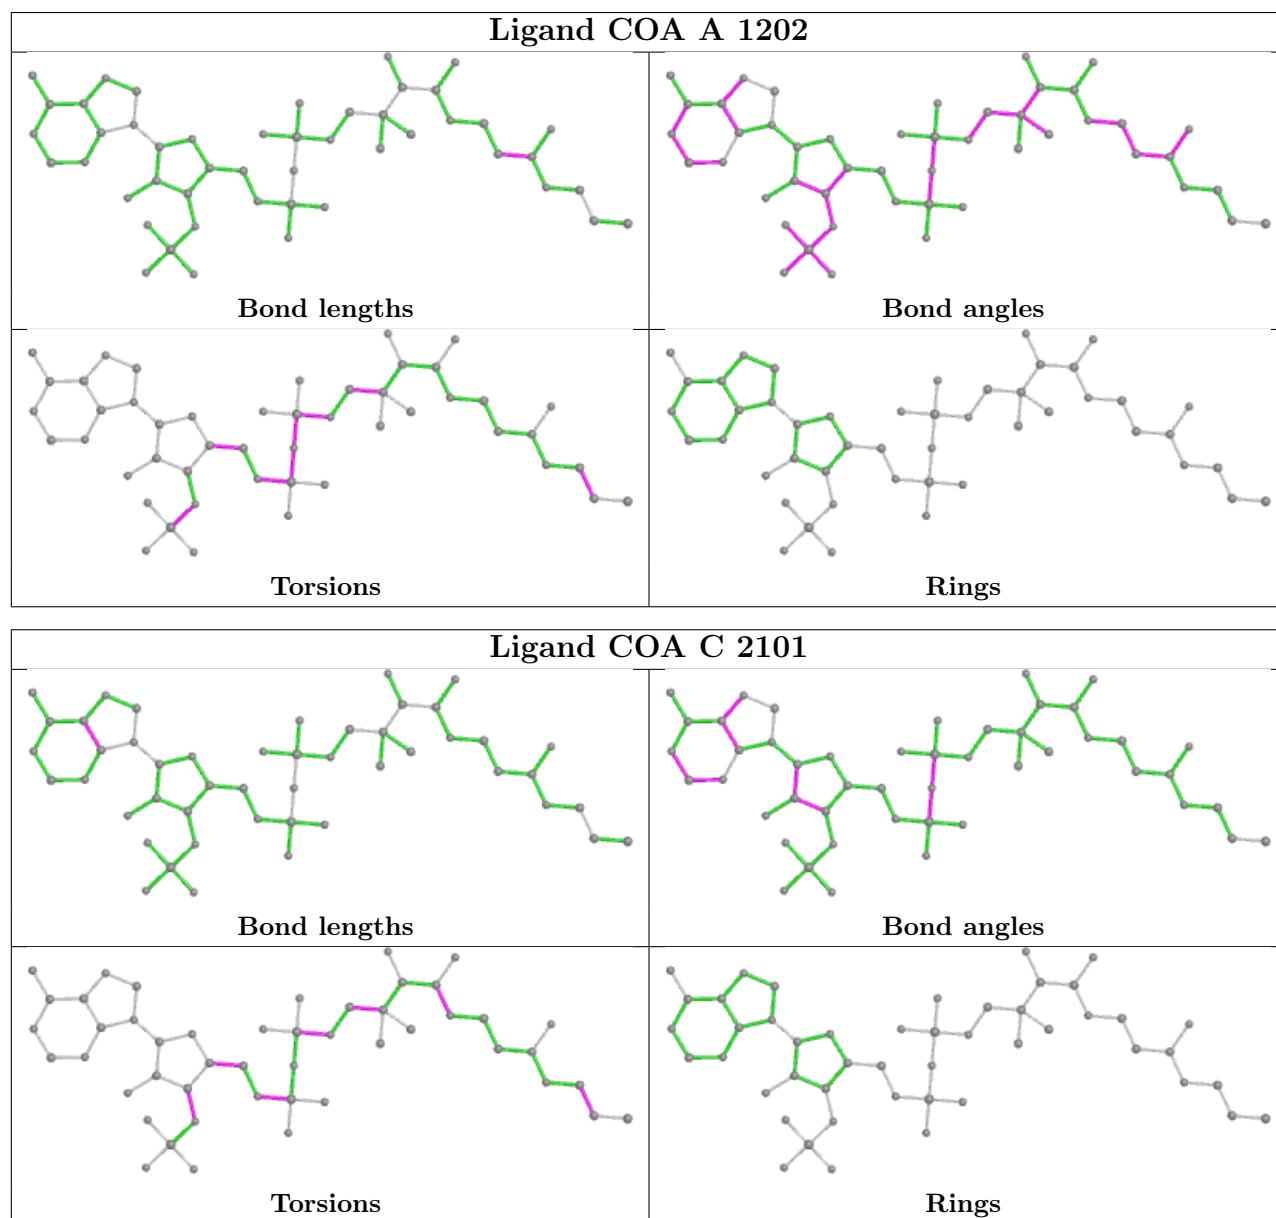 Ligand COA A 1202
Bond lengths
Bond angles
Torsions
Rings
Ligand COA C 2101
Bond lengths
Bond angles
Torsions
Rings